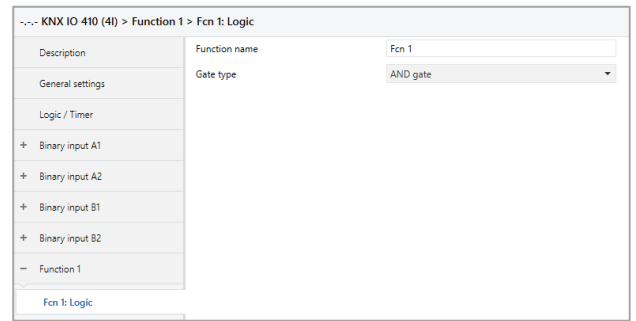 -.-.- KNX IO 410 (4I) > Function 1 > Fcn 1: Logic
Description
General settings
Logic / Timer
+ Binary input A1
+ Binary input A2
+ Binary input B1
+ Binary input B2
− Function 1
Fcn 1: Logic
Function name Fcn 1
Gate type AND gate